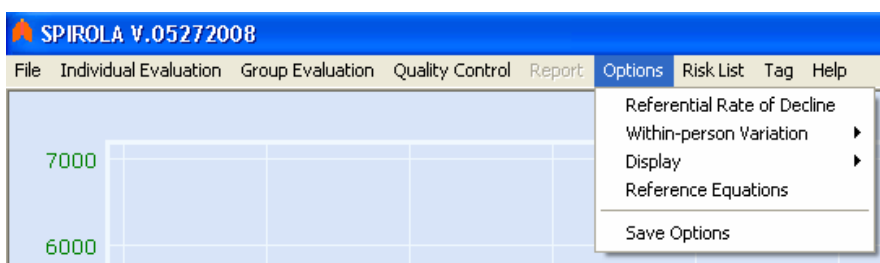 SPIROLA V.05272008
File Individual Evaluation Group Evaluation Quality Control Report Options Risk List Tag Help
Referential Rate of Decline
Within-person Variation
Display
Reference Equations
Save Options
7000
6000